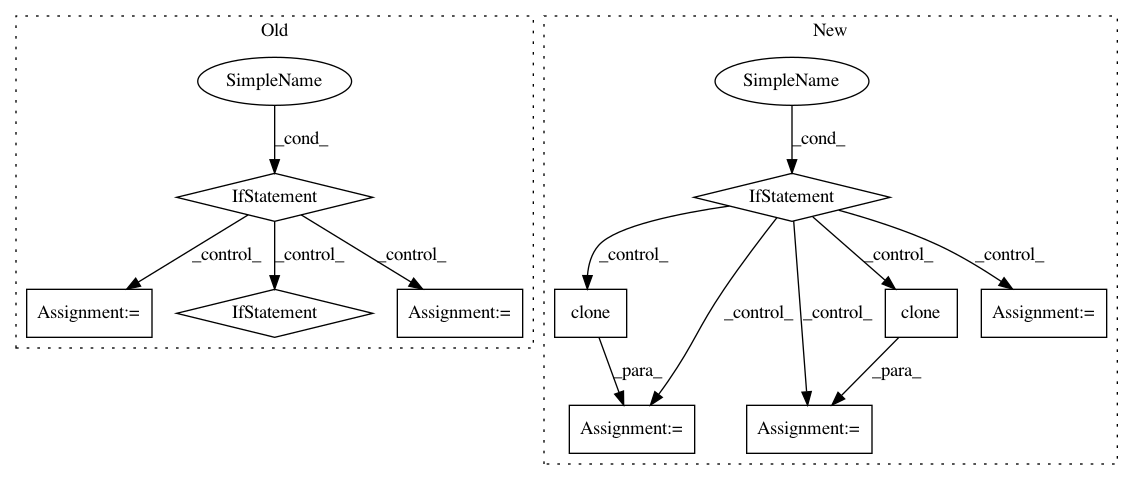 Old
New
SimpleName
SimpleName
_cond_
_cond_
IfStatement
IfStatement
_control_
_control_
_control_
_control_
_control_
_control_
Assignment:=
IfStatement
Assignment:=
clone
_control_
_control_
clone
Assignment:=
_para_
_para_
Assignment:=
Assignment:=